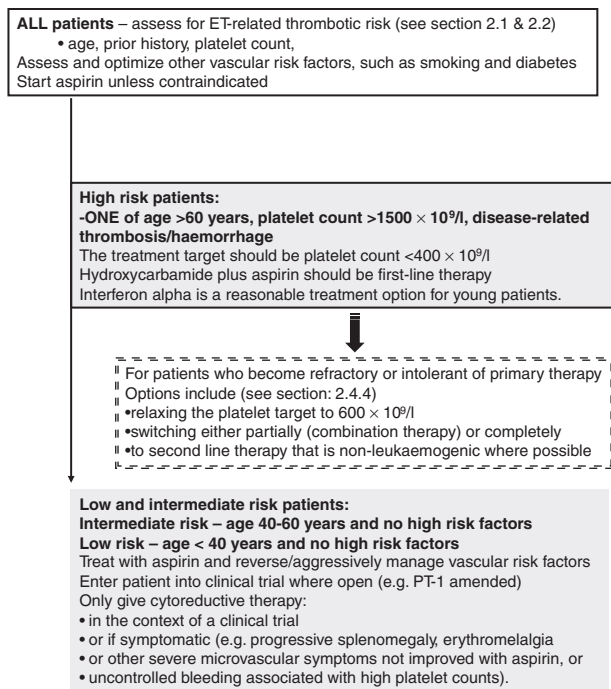 ALL patients – assess for ET-related thrombotic risk (see section 2.1 & 2.2)
• age, prior history, platelet count,
Assess and optimize other vascular risk factors, such as smoking and diabetes
Start aspirin unless contraindicated
High risk patients:
-ONE of age >60 years, platelet count >1500 × 10⁹/l, disease-related
thrombosis/haemorrhage
The treatment target should be platelet count <400 × 10⁹/l
Hydroxycarbamide plus aspirin should be first-line therapy
Interferon alpha is a reasonable treatment option for young patients.
For patients who become refractory or intolerant of primary therapy
Options include (see section: 2.4.4)
•relaxing the platelet target to 600 × 10⁹/l
•switching either partially (combination therapy) or completely
•to second line therapy that is non-leukaemogenic where possible
Low and intermediate risk patients:
Intermediate risk – age 40-60 years and no high risk factors
Low risk – age < 40 years and no high risk factors
Treat with aspirin and reverse/aggressively manage vascular risk factors
Enter patient into clinical trial where open (e.g. PT-1 amended)
Only give cytoreductive therapy:
• in the context of a clinical trial
• or if symptomatic (e.g. progressive splenomegaly, erythromelalgia
• or other severe microvascular symptoms not improved with aspirin, or
• uncontrolled bleeding associated with high platelet counts).